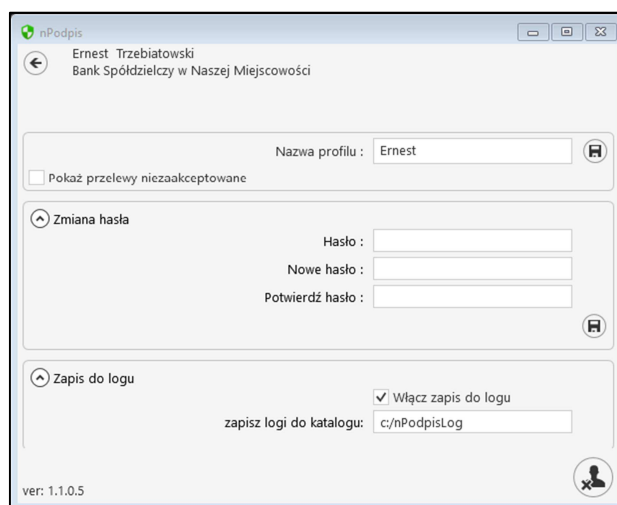 nPodpis
Ernest Trzebiatowski
Bank Spółdzielczy w Naszej Miejscowości
Nazwa profilu : Ernest
Pokaż przelewy niezaakceptowane
Zmiana hasła
Hasło :
Nowe hasło :
Potwierdź hasło :
Zapis do logu
Włącz zapis do logu
zapisz logi do katalogu: c:/nPodpisLog
ver: 1.1.0.5